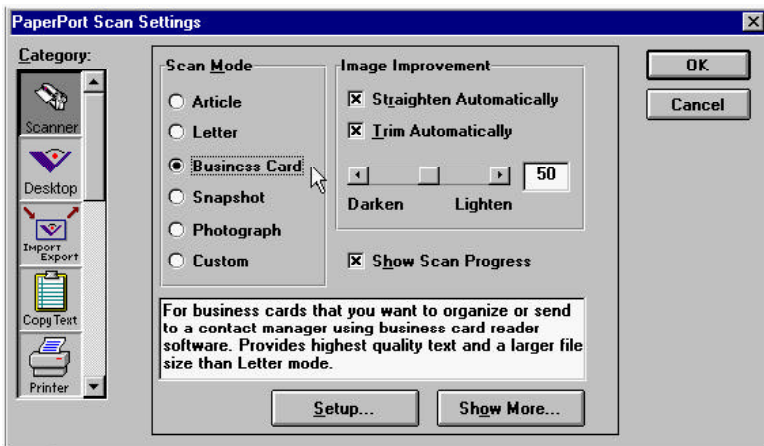 PaperPort Scan Settings
Category:
Scanner
Desktop
Import
Export
CopyText
Printer
Scan Mode
Article
Letter
Business Card
Snapshot
Photograph
Custom
Image Improvement
Straighten Automatically
Trim Automatically
50
Darken Lighten
Show Scan Progress
For business cards that you want to organize or send
to a contact manager using business card reader
software. Provides highest quality text and a larger file
size than Letter mode.
Setup...
Show More...
OK
Cancel